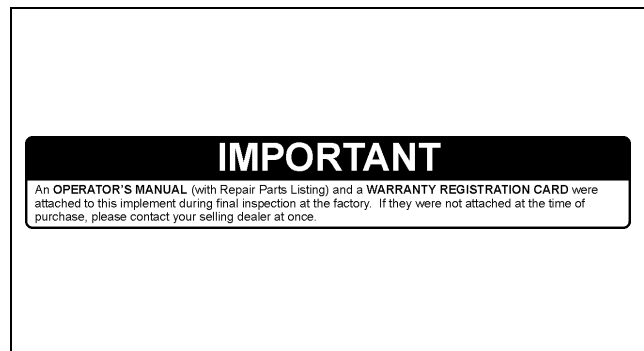 IMPORTANT
An OPERATOR'S MANUAL (with Repair Parts Listing) and a WARRANTY REGISTRATION CARD were
attached to this implement during final inspection at the factory.  If they were not attached at the time of
purchase, please contact your selling dealer at once.